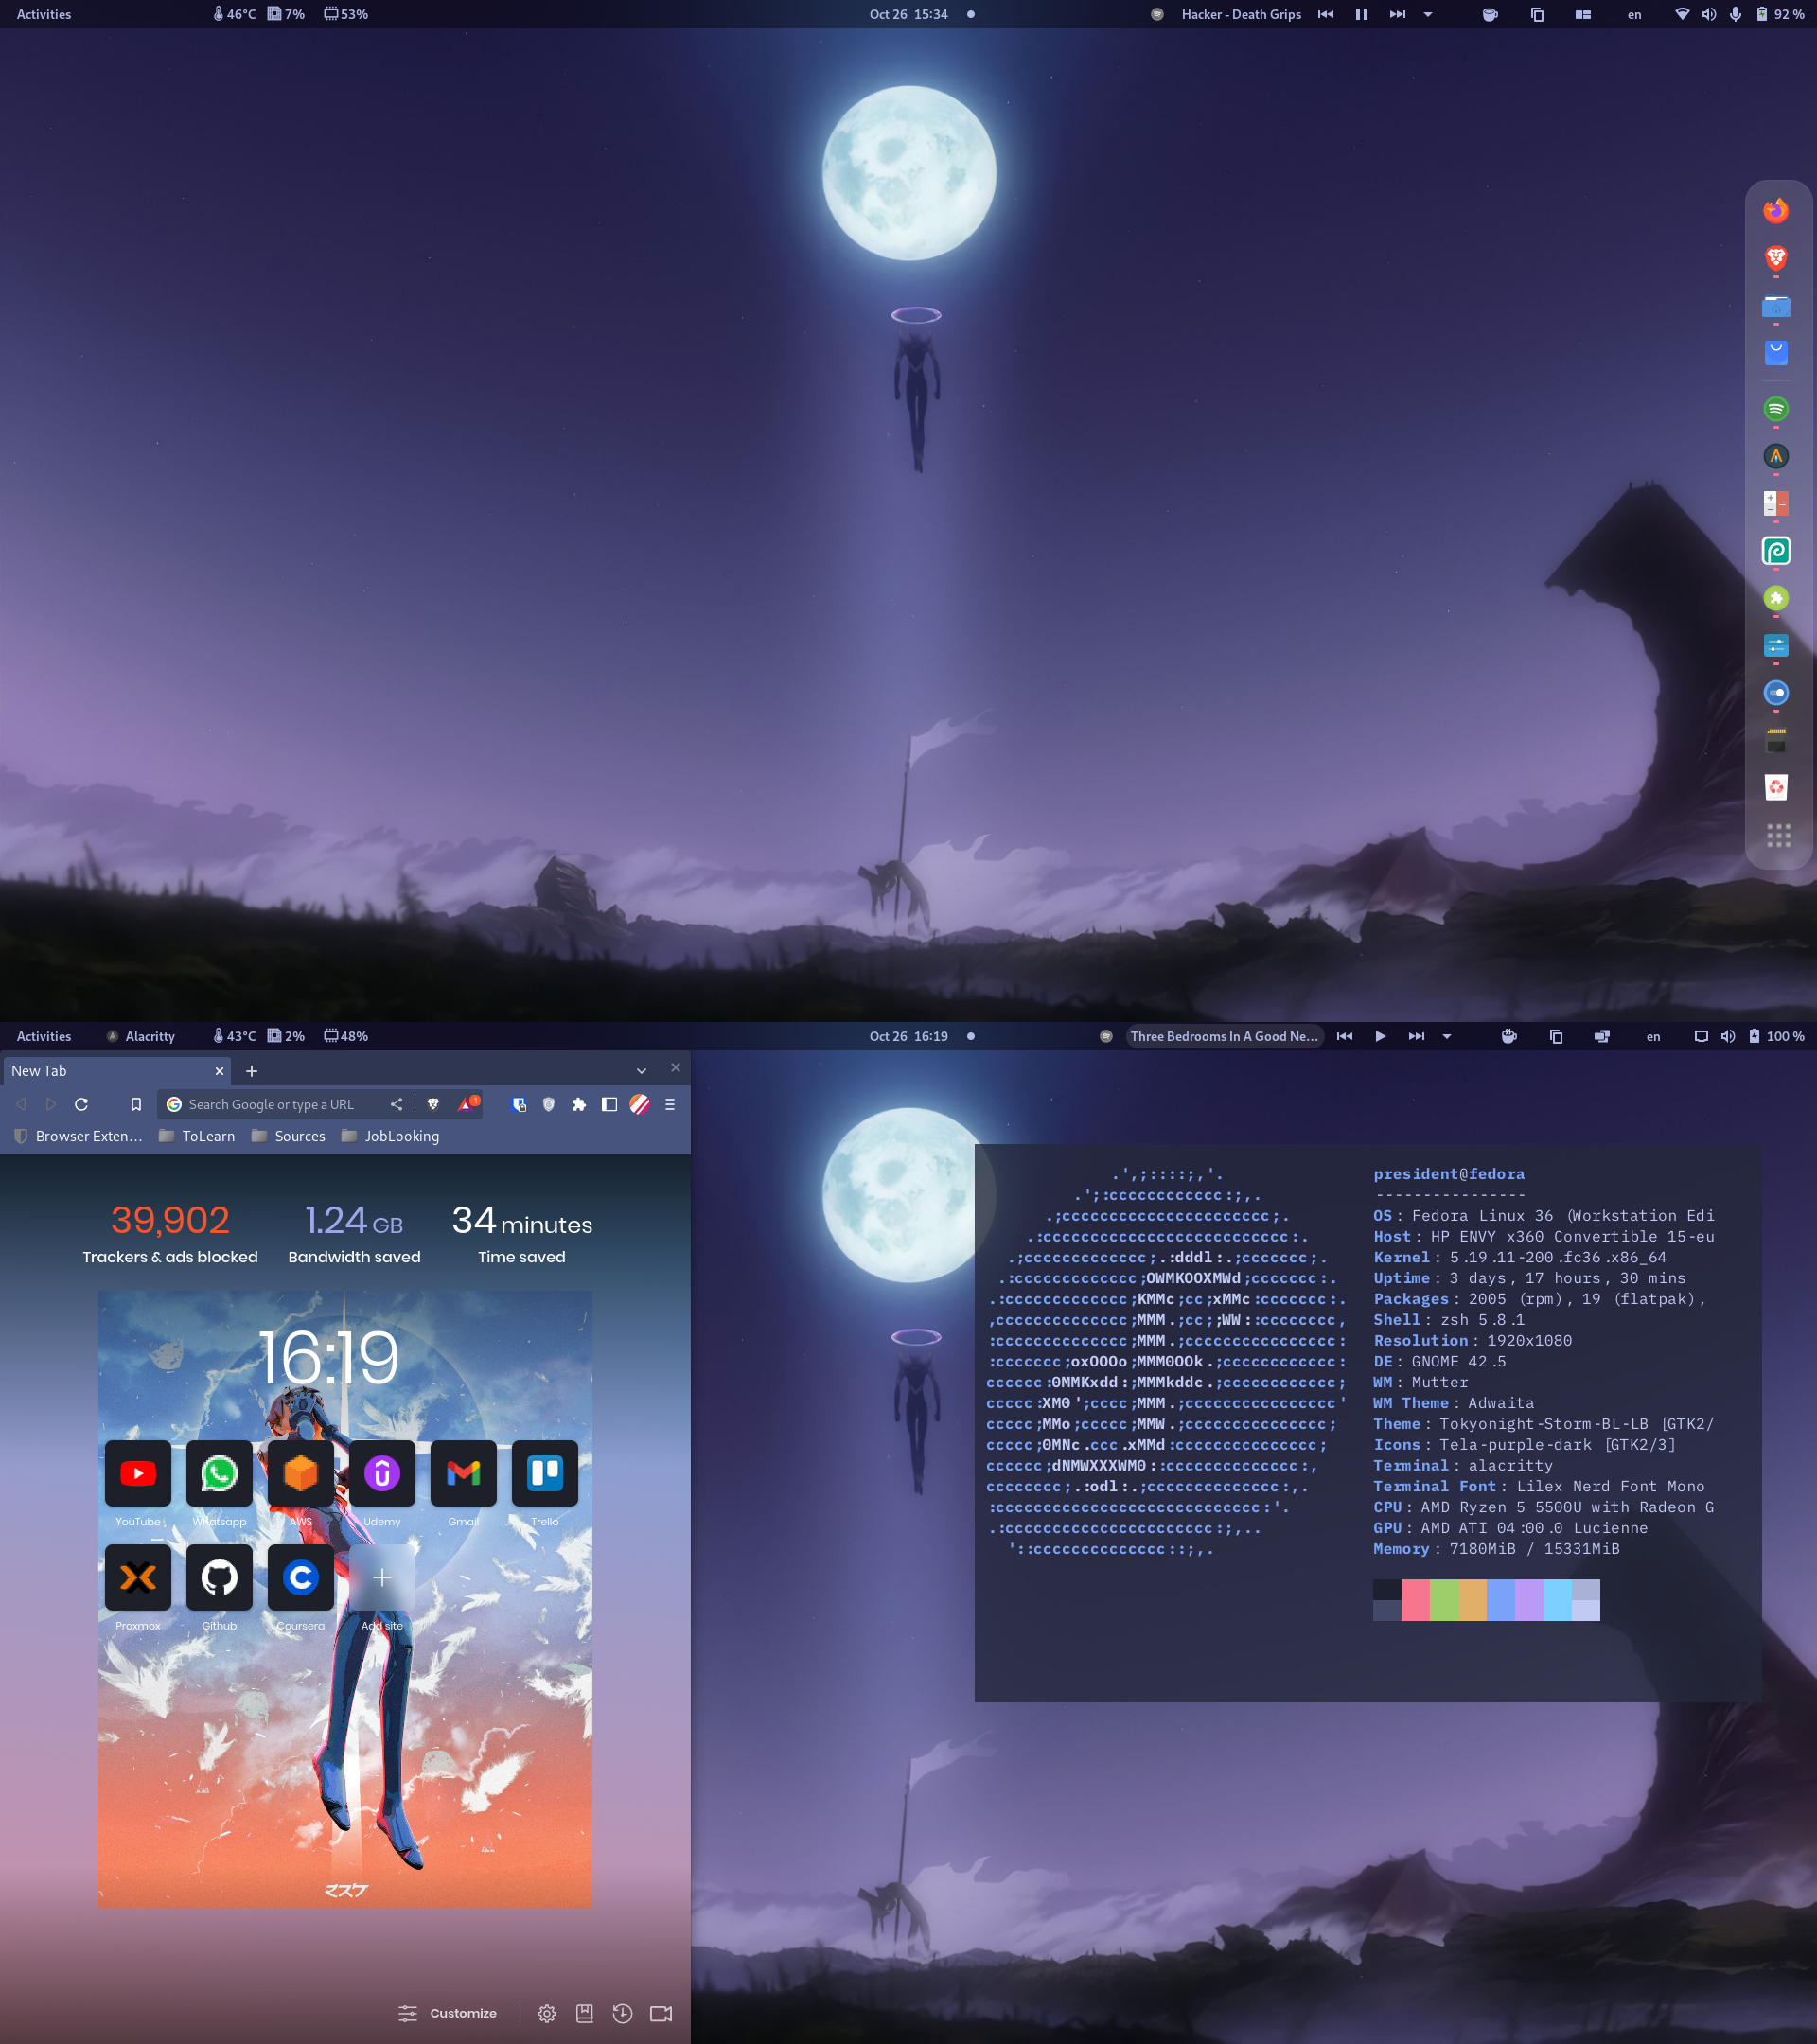 Activities 46°C 7% 53% Oct 26 15:34 Hacker - Death Grips en 92 %
Activities Alacritty 43°C 2% 48% Oct 26 16:19 Three Bedrooms In A Good Ne... en 100 %
New Tab
Search Google or type a URL 1
Browser Exten... ToLearn Sources JobLooking
39,902 1.24 GB 34 minutes
Trackers & ads blocked Bandwidth saved Time saved
16:19
YouTube Whatsapp AWS Udemy Gmail Trello
Proxmox Github Coursera Add site
マスク
Customize
president@fedora
----------------
OS: Fedora Linux 36 (Workstation Edi
Host: HP ENVY x360 Convertible 15-eu
Kernel: 5.19.11-200.fc36.x86_64
Uptime: 3 days, 17 hours, 30 mins
Packages: 2005 (rpm), 19 (flatpak),
Shell: zsh 5.8.1
Resolution: 1920x1080
DE: GNOME 42.5
WM: Mutter
WM Theme: Adwaita
Theme: Tokyonight-Storm-BL-LB [GTK2/
Icons: Tela-purple-dark [GTK2/3]
Terminal: alacritty
Terminal Font: Lilex Nerd Font Mono
CPU: AMD Ryzen 5 5500U with Radeon G
GPU: AMD ATI 04:00.0 Lucienne
Memory: 7180MiB / 15331MiB